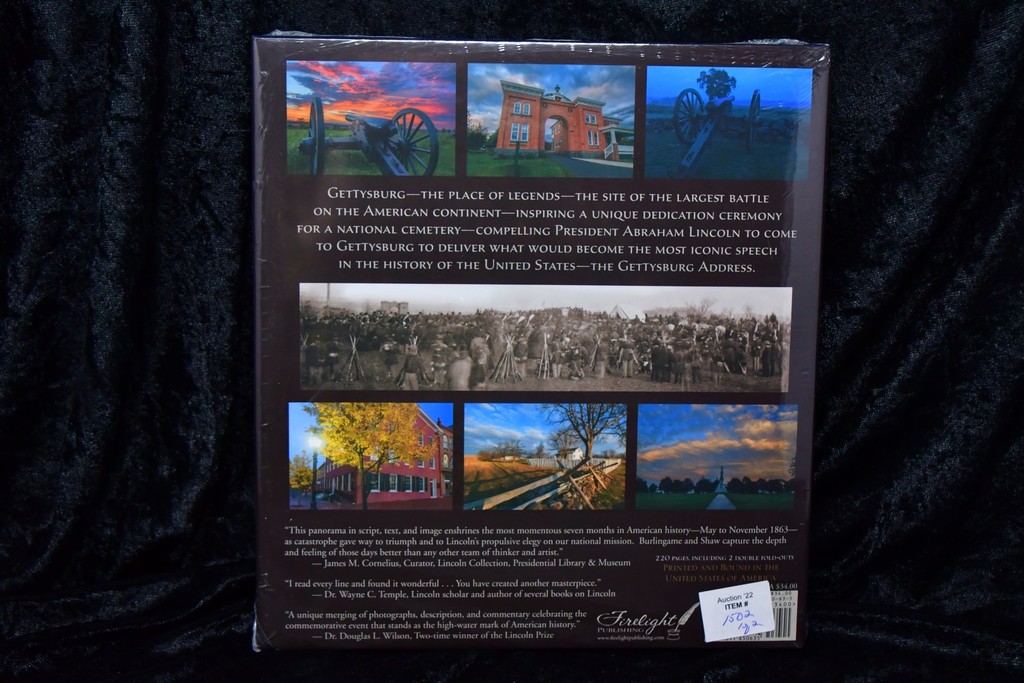 GETTYSBURG—THE PLACE OF LEGENDS—THE SITE OF THE LARGEST BATTLE
ON THE AMERICAN CONTINENT—INSPIRING A UNIQUE DEDICATION CEREMONY
FOR A NATIONAL CEMETERY—COMPELLING PRESIDENT ABRAHAM LINCOLN TO COME
TO GETTYSBURG TO DELIVER WHAT WOULD BECOME THE MOST ICONIC SPEECH
IN THE HISTORY OF THE UNITED STATES—THE GETTYSBURG ADDRESS.
“This panorama in script, text, and image enshrines the most momentous seven months in American history—May to November 1863—
as catastrophe gave way to triumph and to Lincoln’s propulsive elegy on our national mission. Burlingame and Shaw capture the depth
and feeling of those days better than any other team of thinker and artist.”
— James M. Cornelius, Curator, Lincoln Collection, Presidential Library & Museum
“I read every line and found it wonderful . . . You have created another masterpiece.”
— Dr. Wayne C. Temple, Lincoln scholar and author of several books on Lincoln
“A unique merging of photographs, description, and commentary celebrating the
commemorative event that stands as the high-water mark of American history.”
— Dr. Douglas L. Wilson, Two-time winner of the Lincoln Prize
220 PAGES, INCLUDING 2 DOUBLE FOLD-OUTS
PRINTED AND BOUND IN THE
UNITED STATES OF AMERICA
Firelight
PUBLISHING
www.firelightpublishing.com
$34.00
Auction '22
ITEM #
1502